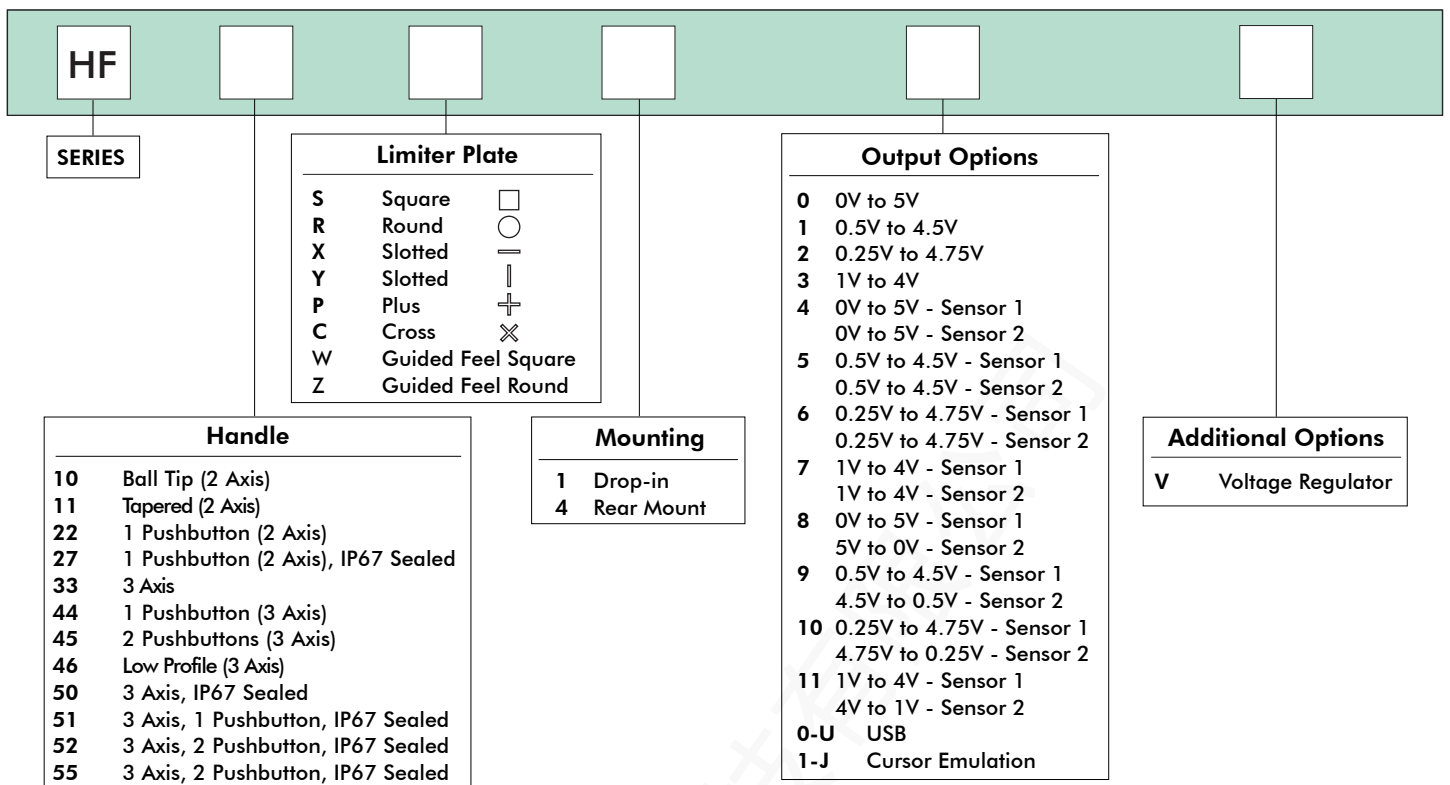 HF
SERIES
Limiter Plate
S Square
R Round
X Slotted
Y Slotted
P Plus
C Cross
W Guided Feel Square
Z Guided Feel Round
Handle
10 Ball Tip (2 Axis)
11 Tapered (2 Axis)
22 1 Pushbutton (2 Axis)
27 1 Pushbutton (2 Axis), IP67 Sealed
33 3 Axis
44 1 Pushbutton (3 Axis)
45 2 Pushbuttons (3 Axis)
46 Low Profile (3 Axis)
50 3 Axis, IP67 Sealed
51 3 Axis, 1 Pushbutton, IP67 Sealed
52 3 Axis, 2 Pushbutton, IP67 Sealed
55 3 Axis, 2 Pushbutton, IP67 Sealed
Mounting
1 Drop-in
4 Rear Mount
Output Options
0 0V to 5V
1 0.5V to 4.5V
2 0.25V to 4.75V
3 1V to 4V
4 0V to 5V - Sensor 1
0V to 5V - Sensor 2
5 0.5V to 4.5V - Sensor 1
0.5V to 4.5V - Sensor 2
6 0.25V to 4.75V - Sensor 1
0.25V to 4.75V - Sensor 2
7 1V to 4V - Sensor 1
1V to 4V - Sensor 2
8 0V to 5V - Sensor 1
5V to 0V - Sensor 2
9 0.5V to 4.5V - Sensor 1
4.5V to 0.5V - Sensor 2
10 0.25V to 4.75V - Sensor 1
4.75V to 0.25V - Sensor 2
11 1V to 4V - Sensor 1
4V to 1V - Sensor 2
0-U USB
1-J Cursor Emulation
Additional Options
V Voltage Regulator